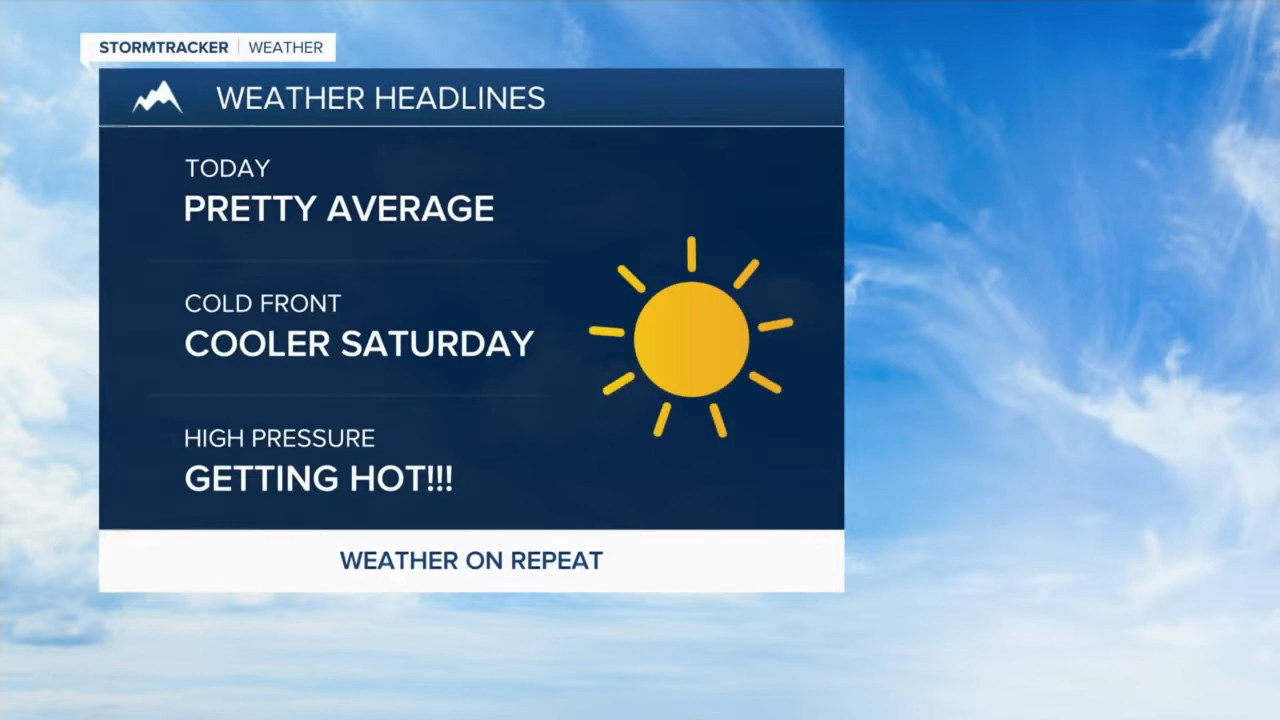 STORMTRACKER | WEATHER
WEATHER HEADLINES
TODAY
PRETTY AVERAGE
COLD FRONT
COOLER SATURDAY
HIGH PRESSURE
GETTING HOT!!!
WEATHER ON REPEAT